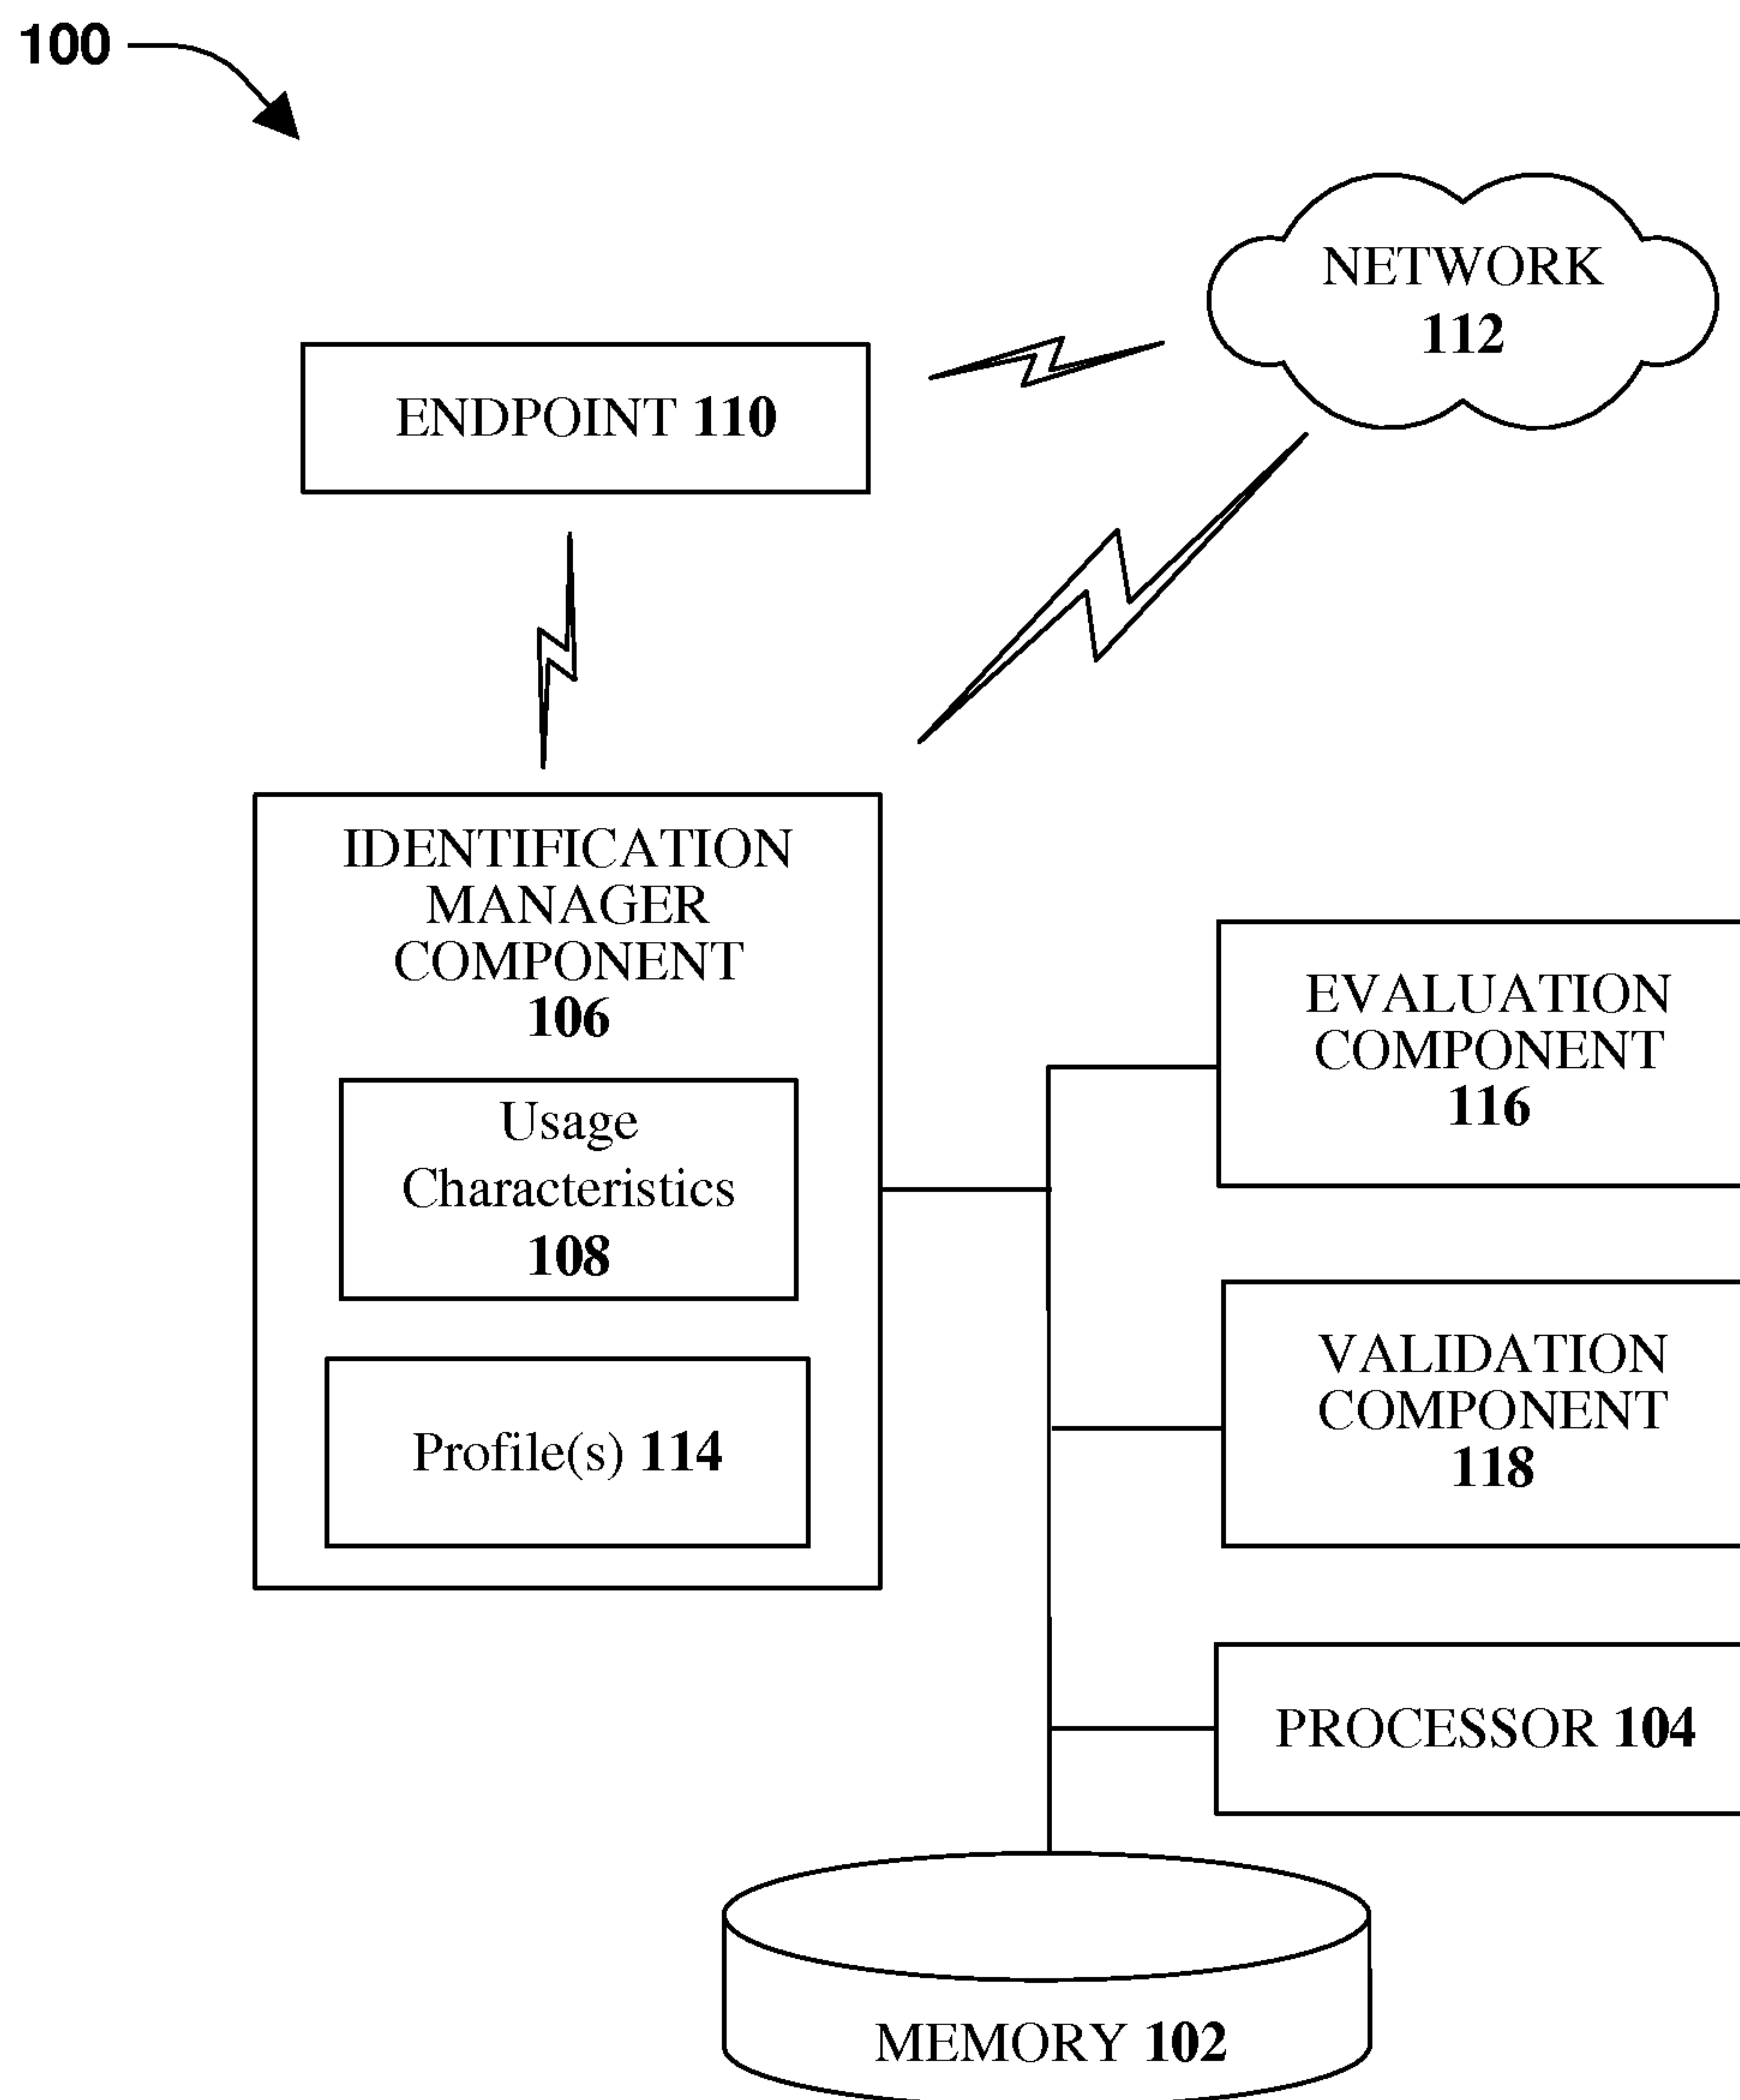 100
NETWORK
112
ENDPOINT 110
IDENTIFICATION
MANAGER
COMPONENT
106
Usage
Characteristics
108
Profile(s) 114
EVALUATION
COMPONENT
116
VALIDATION
COMPONENT
118
PROCESSOR 104
MEMORY 102